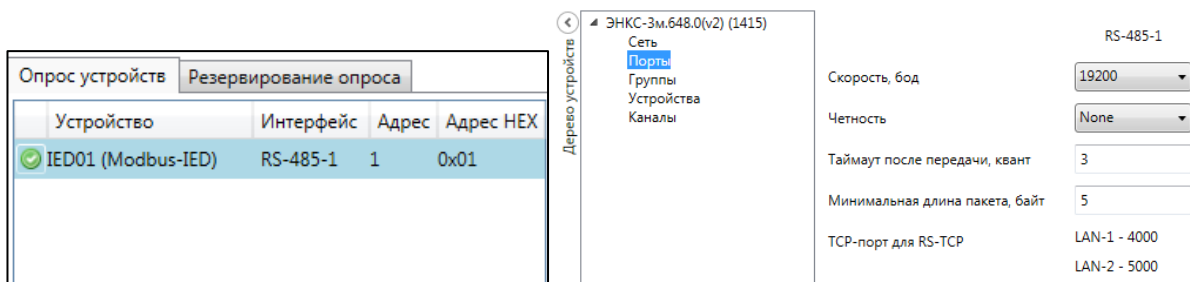 Опрос устройств Резервирование опроса
Устройство Интерфейс Адрес Адрес HEX
IED01 (Modbus-IED) RS-485-1 1 0x01
Дерево устройств
ЭНКС-3м.648.0(v2) (1415)
Сеть
Порты
Группы
Устройства
Каналы
RS-485-1
Скорость, бод 19200
Четность None
Таймаут после передачи, квант 3
Минимальная длина пакета, байт 5
TCP-порт для RS-TCP LAN-1 - 4000
LAN-2 - 5000